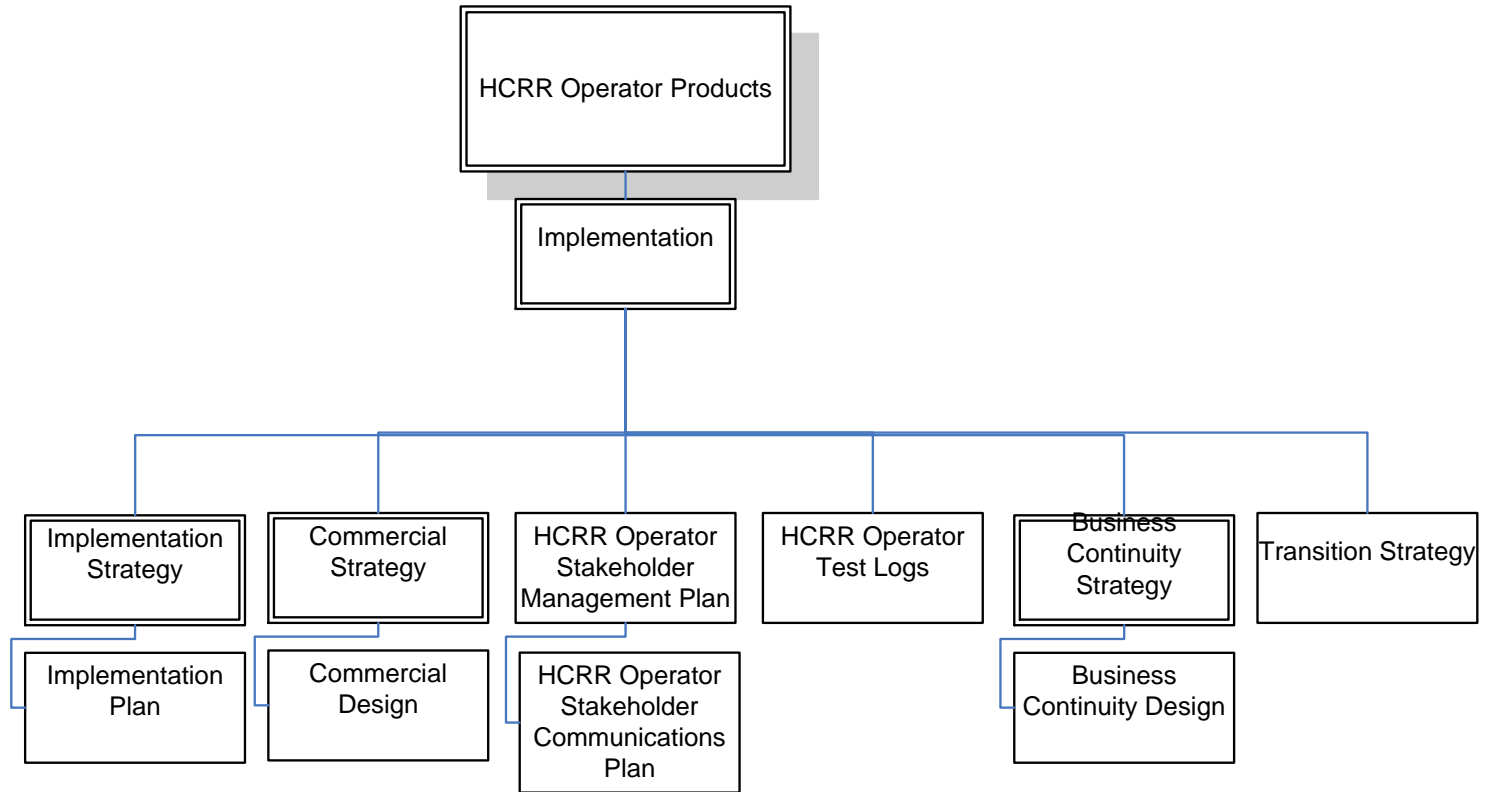 HCRR Operator Products
Implementation
Implementation
Strategy
Commercial
Strategy
HCRR Operator
Stakeholder
Management Plan
HCRR Operator
Test Logs
Business
Continuity
Strategy
Transition Strategy
Implementation
Plan
Commercial
Design
HCRR Operator
Stakeholder
Communications
Plan
Business
Continuity Design